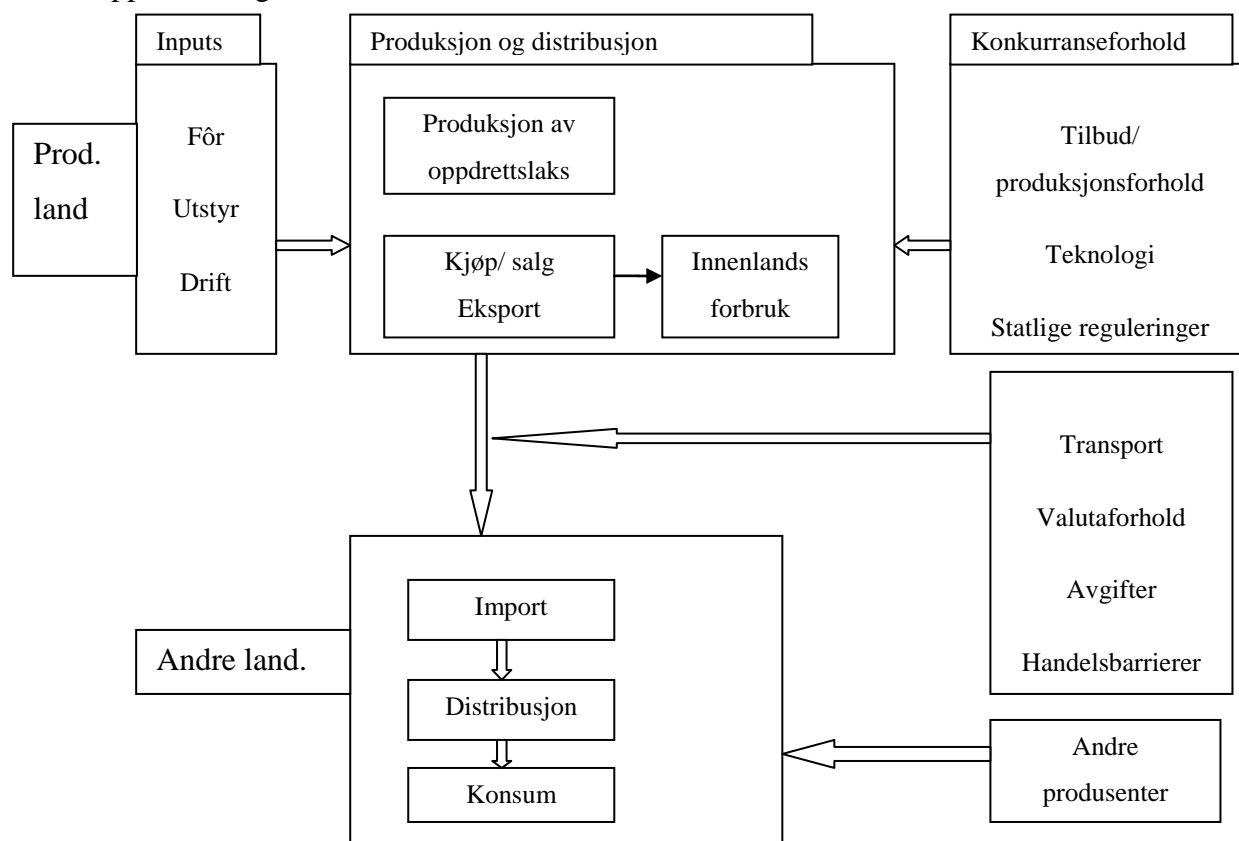 Inputs
Produksjon og distribusjon
Konkurranseforhold
Prod.
land
Fôr
Utstyr
Drift
Produksjon av
oppdrettslaks
Kjøp/ salg
Eksport
Innenlands
forbruk
Tilbud/
produksjonsforhold
Teknologi
Statlige reguleringer
Transport
Valutaforhold
Avgifter
Handelsbarrierer
Andre land.
Import
Distribusjon
Konsum
Andre
produsenter